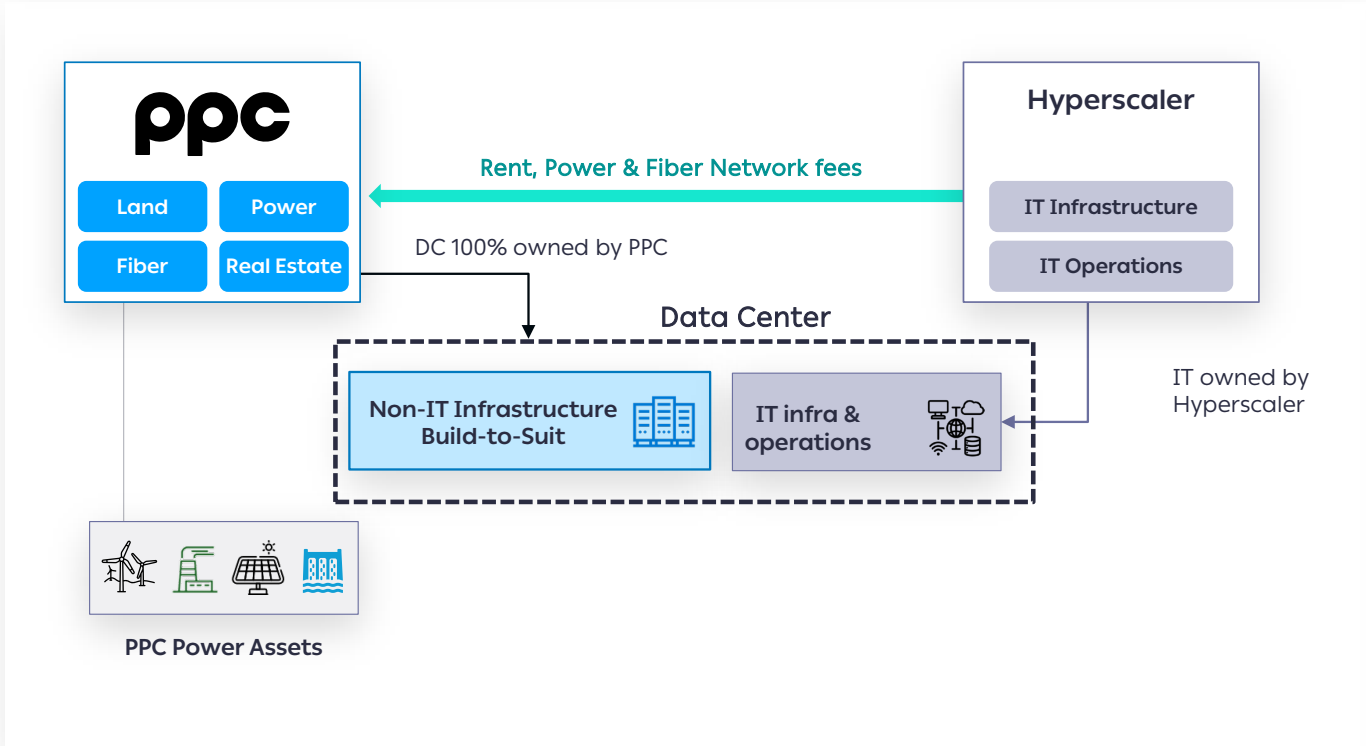 ppc
Land
Power
Fiber
Real Estate
Rent, Power & Fiber Network fees
Hyperscaler
IT Infrastructure
IT Operations
DC 100% owned by PPC
Data Center
Non-IT Infrastructure
Build-to-Suit
IT infra &
operations
IT owned by
Hyperscaler
PPC Power Assets